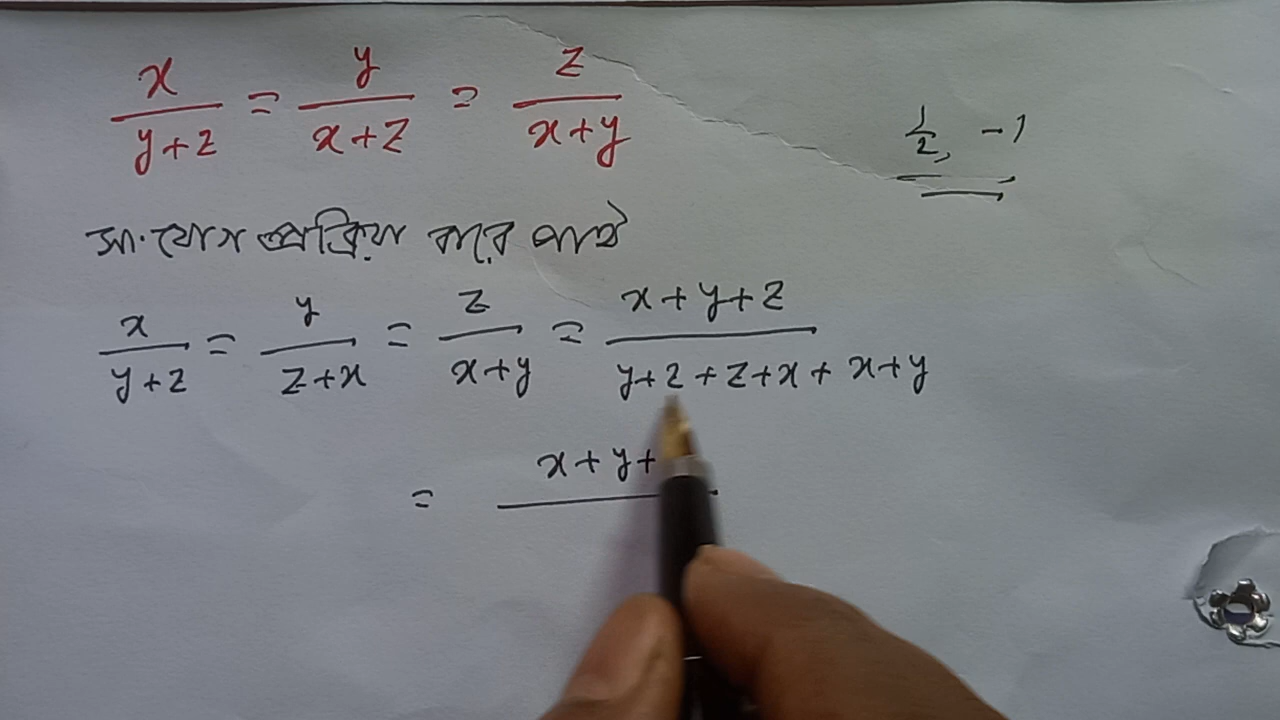 x/(y+z) = y/(x+z) = z/(x+y)
1/2, -1
সংযোগ প্রক্রিয়া করে পাই
x/(y+z) = y/(z+x) = z/(x+y) = (x+y+z)/(y+z+z+x+x+y)
= x+y+